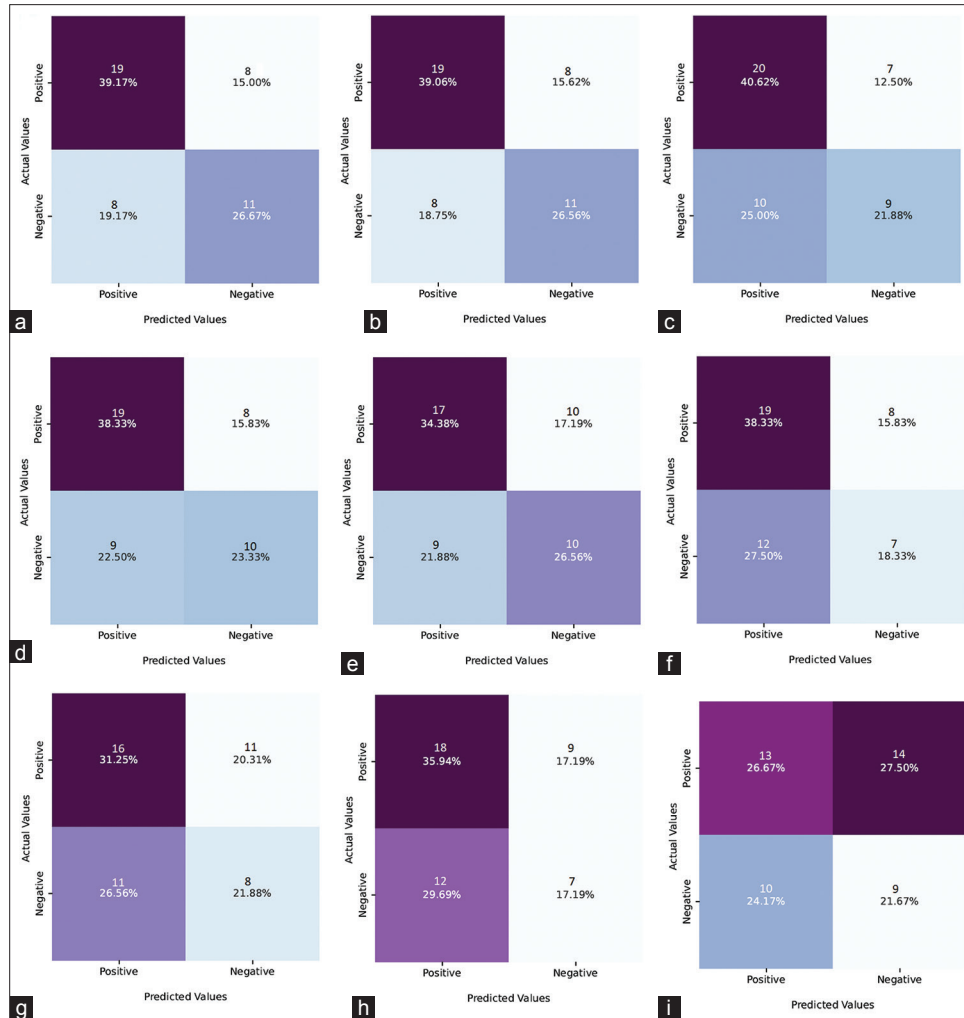 Positive
19
39.17%
8
15.00%
Actual Values
Negative
8
19.17%
11
26.67%
Positive
Negative
a
Predicted Values
Positive
19
39.06%
8
15.62%
Actual Values
Negative
8
18.75%
11
26.56%
Positive
Negative
b
Predicted Values
Positive
20
40.62%
7
12.50%
Actual Values
Negative
10
25.00%
9
21.88%
Positive
Negative
c
Predicted Values
Positive
19
38.33%
8
15.83%
Actual Values
Negative
9
22.50%
10
23.33%
Positive
Negative
d
Predicted Values
Positive
17
34.38%
10
17.19%
Actual Values
Negative
9
21.88%
10
26.56%
Positive
Negative
e
Predicted Values
Positive
19
38.33%
8
15.83%
Actual Values
Negative
12
27.50%
7
18.33%
Positive
Negative
f
Predicted Values
Positive
16
31.25%
11
20.31%
Actual Values
Negative
11
26.56%
8
21.88%
Positive
Negative
g
Predicted Values
Positive
18
35.94%
9
17.19%
Actual Values
Negative
12
29.69%
7
17.19%
Positive
Negative
h
Predicted Values
Positive
13
26.67%
14
27.50%
Actual Values
Negative
10
24.17%
9
21.67%
Positive
Negative
i
Predicted Values